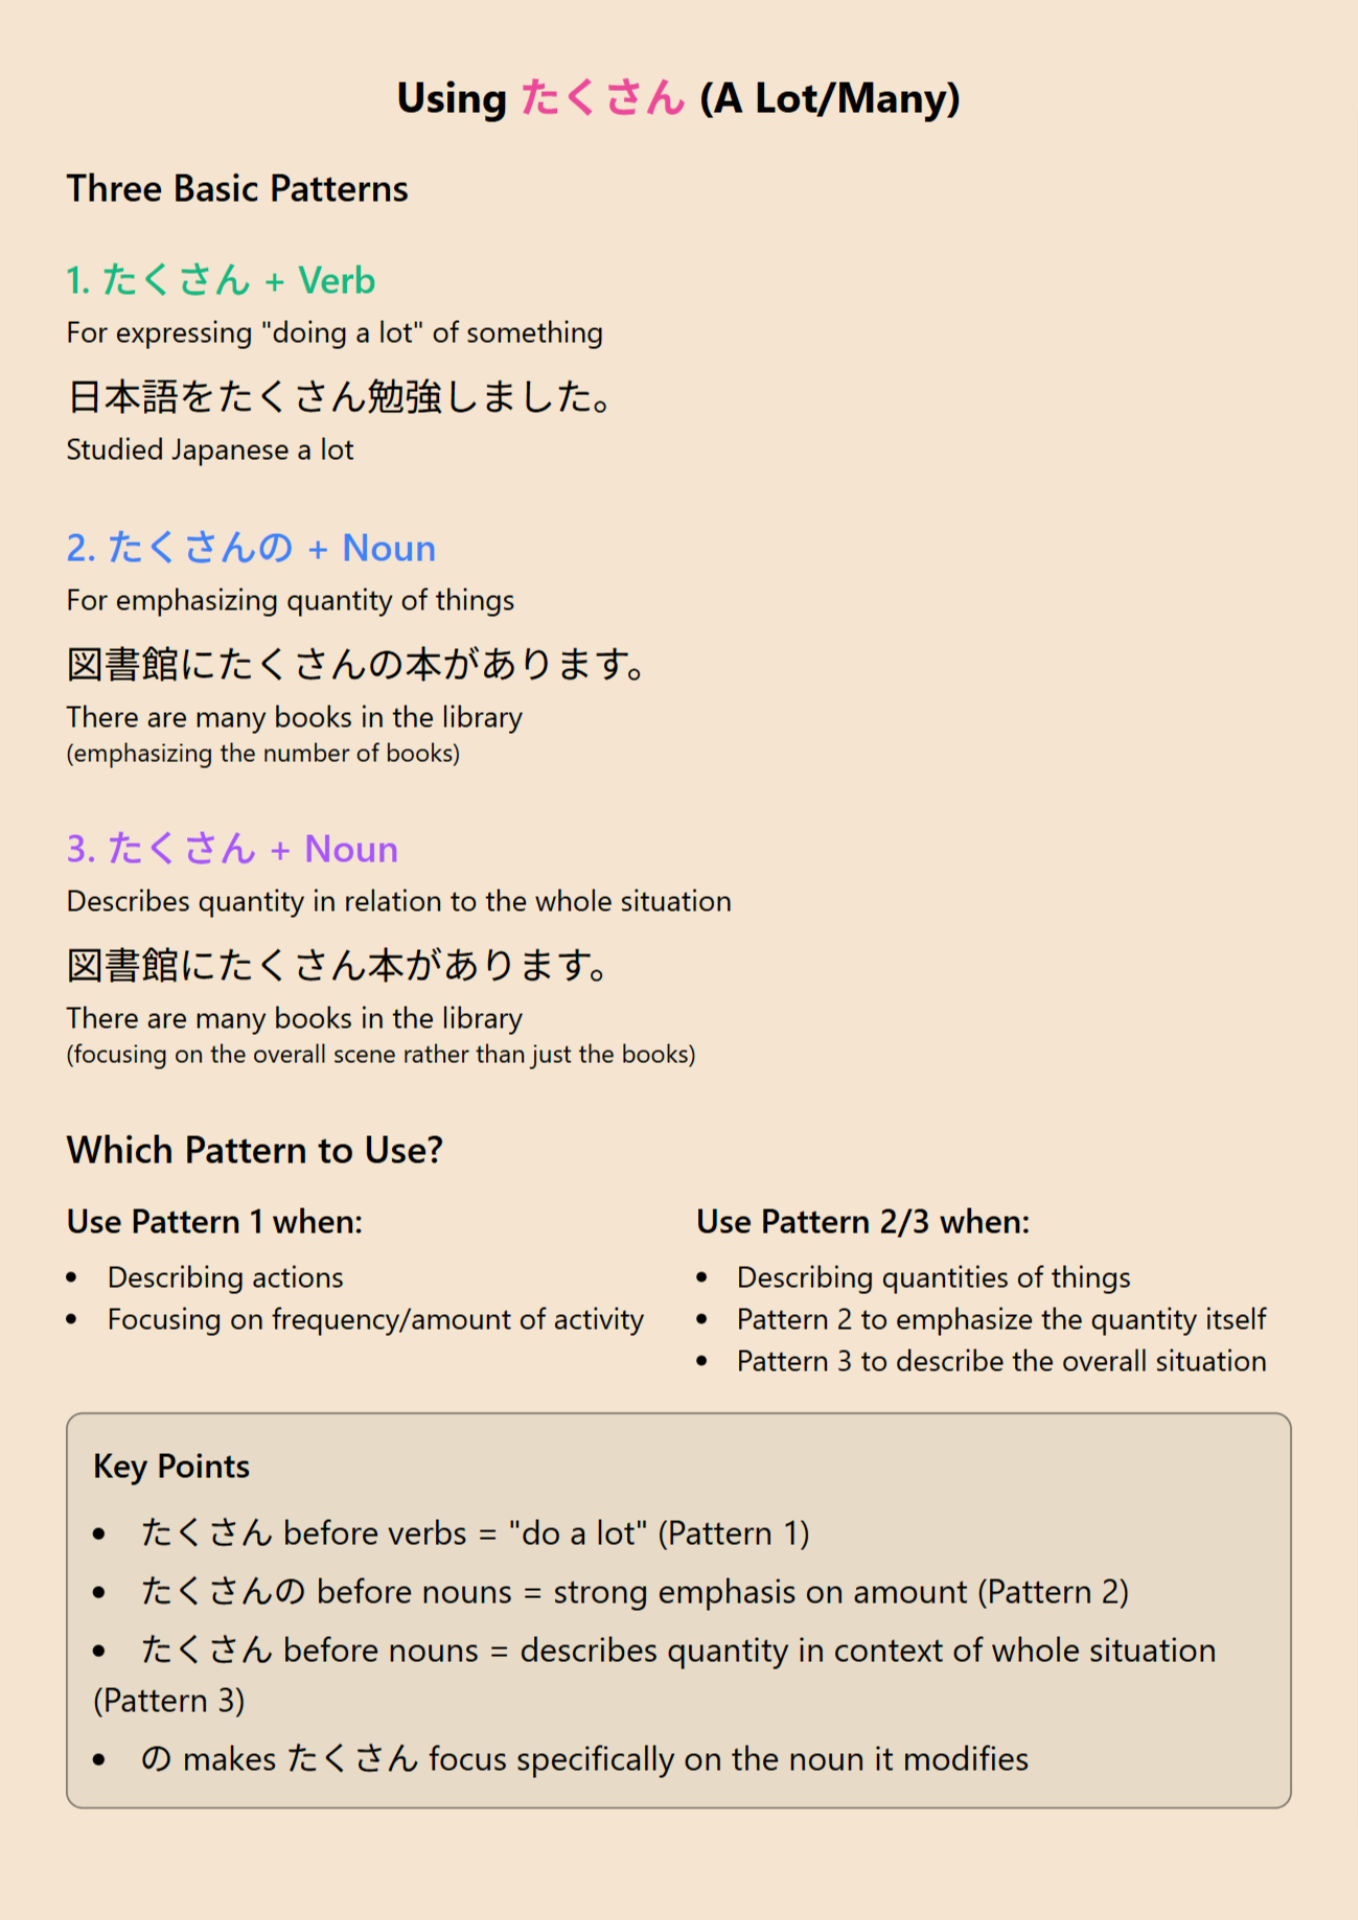 Using たくさん (A Lot/Many)
Three Basic Patterns
1. たくさん + Verb
For expressing "doing a lot" of something
日本語をたくさん勉強しました。
Studied Japanese a lot
2. たくさんの + Noun
For emphasizing quantity of things
図書館にたくさんの本があります。
There are many books in the library
(emphasizing the number of books)
3. たくさん + Noun
Describes quantity in relation to the whole situation
図書館にたくさん本があります。
There are many books in the library
(focusing on the overall scene rather than just the books)
Which Pattern to Use?
Use Pattern 1 when:
• Describing actions
• Focusing on frequency/amount of activity
Use Pattern 2/3 when:
• Describing quantities of things
• Pattern 2 to emphasize the quantity itself
• Pattern 3 to describe the overall situation
Key Points
• たくさん before verbs = "do a lot" (Pattern 1)
• たくさんの before nouns = strong emphasis on amount (Pattern 2)
• たくさん before nouns = describes quantity in context of whole situation
(Pattern 3)
• の makes たくさん focus specifically on the noun it modifies